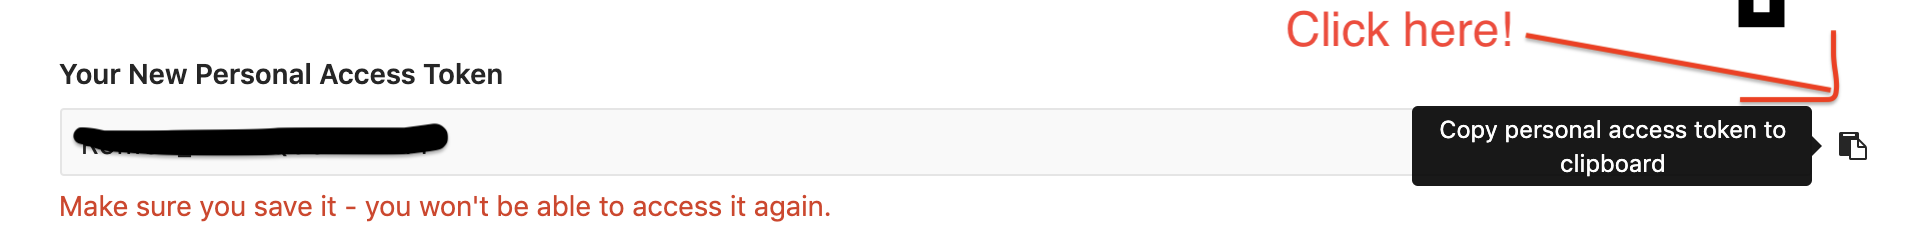 Click here!
Your New Personal Access Token
Copy personal access token to
clipboard
Make sure you save it - you won't be able to access it again.